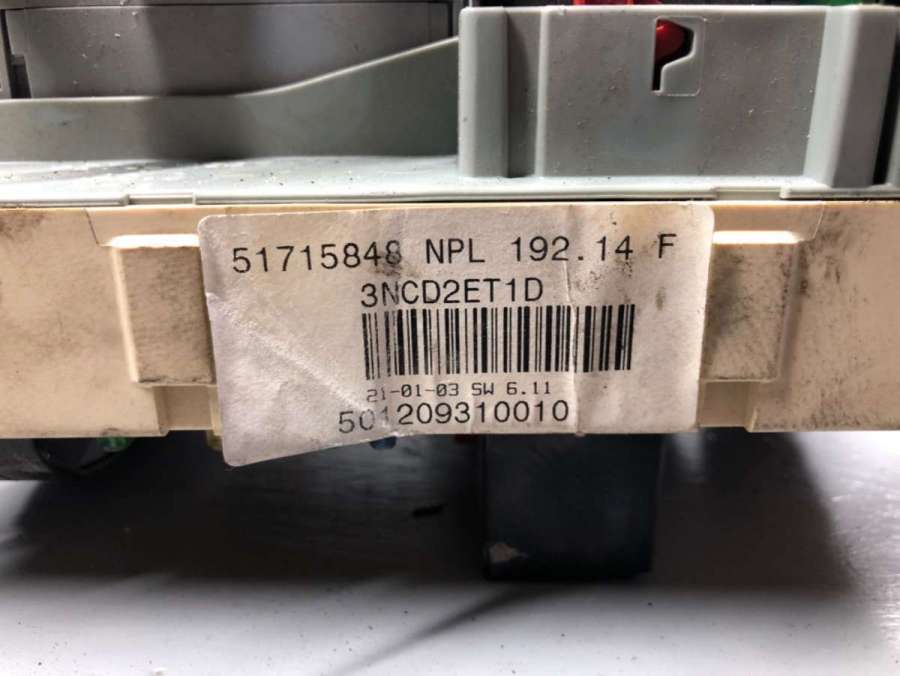 51715848 NPL 192.14 F
3NCD2ET1D
21-01-03 SW 6.11
501209310010